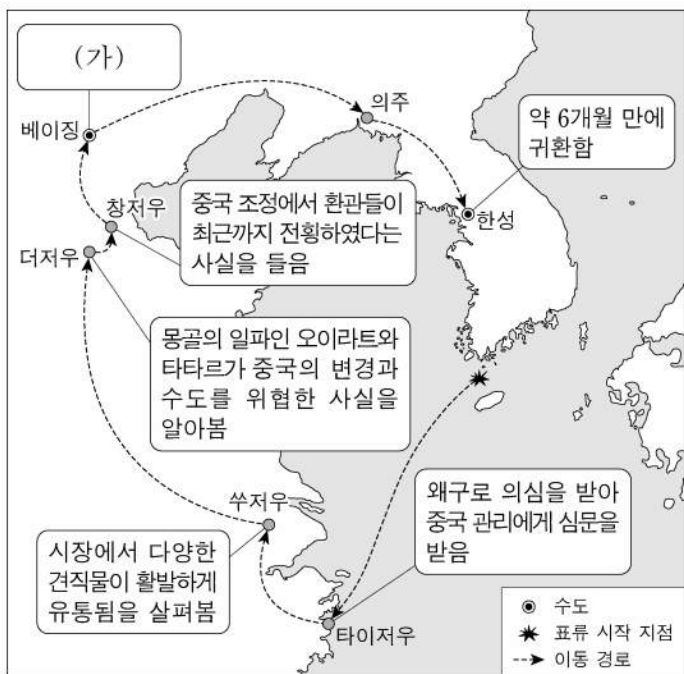 (가)
베이징
의주
약 6개월 만에
귀환함
창저우
중국 조정에서 환관들이
최근까지 전횡하였다는
사실을 들음
한성
더저우
몽골의 일파인 오이라트와
타타르가 중국의 변경과
수도를 위협한 사실을
알아봄
쑤저우
왜구로 의심을 받아
중국 관리에게 심문을
받음
시장에서 다양한
견직물이 활발하게
유통됨을 살펴봄
타이저우
수도
표류 시작 지점
이동 경로